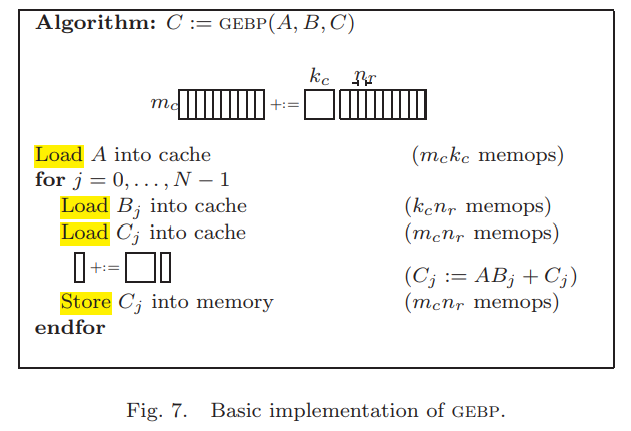 Algorithm: C := GEBP(A, B, C)
k_c n_r
m_c +:=
Load A into cache (m_c k_c memops)
for j = 0, . . . , N − 1
Load B_j into cache (k_c n_r memops)
Load C_j into cache (m_c n_r memops)
+:= (C_j := AB_j + C_j)
Store C_j into memory (m_c n_r memops)
endfor
Fig. 7. Basic implementation of GEBP.